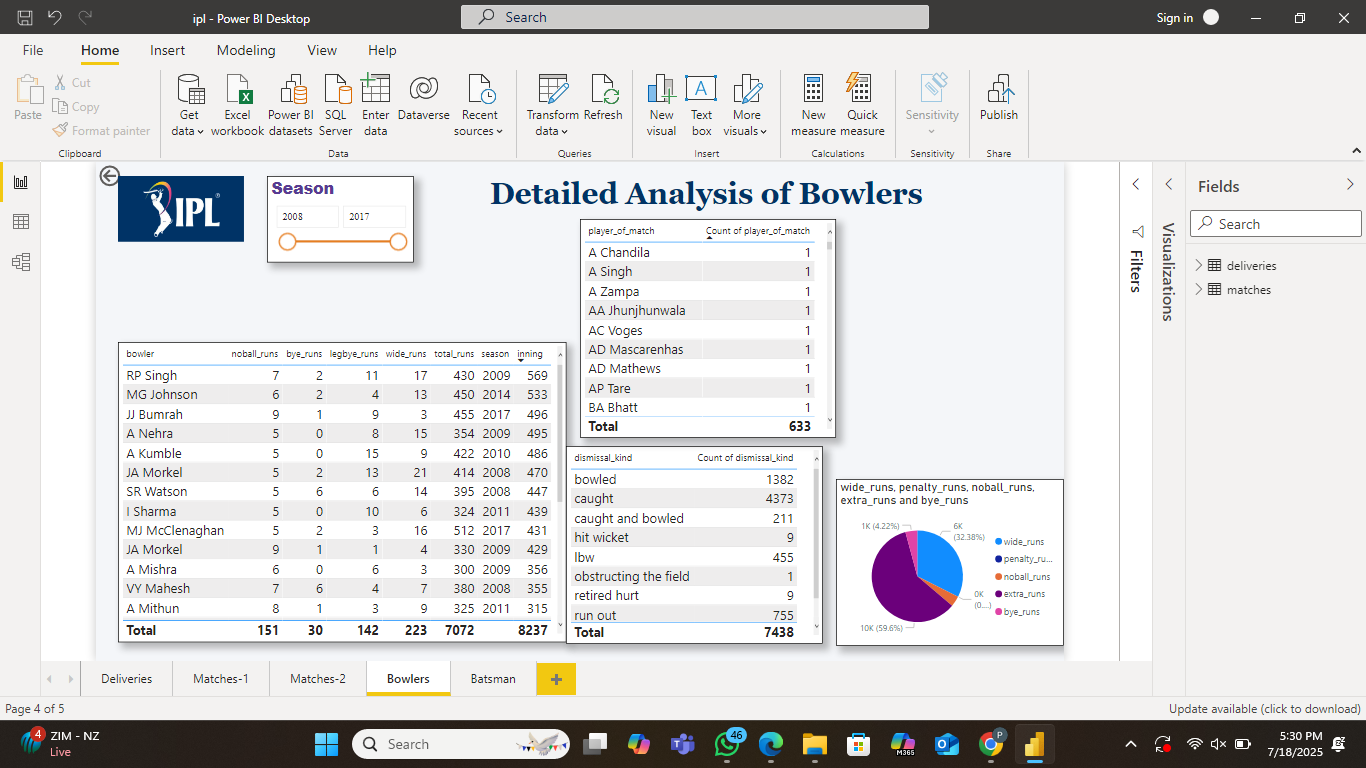 ipl - Power BI Desktop
Search
Sign in
File Home Insert Modeling View Help
Paste
Cut
Copy
Format painter
Clipboard
Get data
Excel workbook
Power BI datasets
SQL Server
Enter data
Dataverse
Recent sources
Data
Transform data
Refresh
Queries
New visual
Text box
More visuals
Insert
New measure
Quick measure
Calculations
Sensitivity
Sensitivity
Publish
Share
IPL
Season
2008 2017
Detailed Analysis of Bowlers
player_of_match Count of player_of_match
A Chandila 1
A Singh 1
A Zampa 1
AA Jhunjhunwala 1
AC Voges 1
AD Mascarenhas 1
AD Mathews 1
AP Tare 1
BA Bhatt 1
Total 633
bowler noball_runs bye_runs legbye_runs wide_runs total_runs season inning
RP Singh 7 2 11 17 430 2009 569
MG Johnson 6 2 4 13 450 2014 533
JJ Bumrah 9 1 9 3 455 2017 496
A Nehra 5 0 8 15 354 2009 495
A Kumble 5 0 15 9 422 2010 486
JA Morkel 5 2 13 21 414 2008 470
SR Watson 5 6 6 14 395 2008 447
I Sharma 5 0 10 6 324 2011 439
MJ McClenaghan 5 2 3 16 512 2017 431
JA Morkel 9 1 1 4 330 2009 429
A Mishra 6 0 6 3 300 2009 356
VY Mahesh 7 6 4 7 380 2008 355
A Mithun 8 1 3 9 325 2011 315
Total 151 30 142 223 7072 8237
dismissal_kind Count of dismissal_kind
bowled 1382
caught 4373
caught and bowled 211
hit wicket 9
lbw 455
obstructing the field 1
retired hurt 9
run out 755
Total 7438
wide_runs, penalty_runs, noball_runs,
extra_runs and bye_runs
1K (4.22%)
6K
(32.38%)
0K
(0....)
10K (59.6%)
wide_runs
penalty_ru...
noball_runs
extra_runs
bye_runs
Filters
Visualizations
Fields
Search
deliveries
matches
Deliveries Matches-1 Matches-2 Bowlers Batsman
Page 4 of 5
Update available (click to download)
4
ZIM - NZ
Live
Search
46
M365
P
5:30 PM
7/18/2025